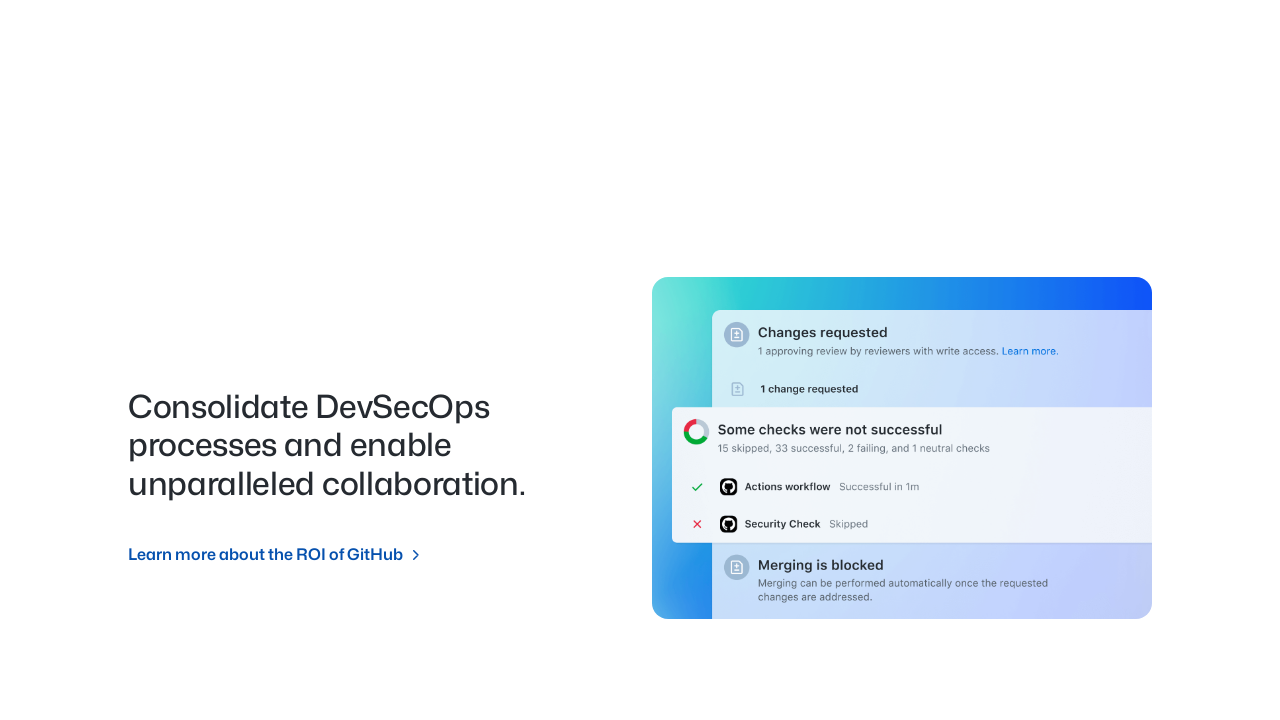 Consolidate DevSecOps
processes and enable
unparalleled collaboration.
Learn more about the ROI of GitHub
Changes requested
1 approving review by reviewers with write access. Learn more.
1 change requested
Some checks were not successful
15 skipped, 33 successful, 2 failing, and 1 neutral checks
Actions workflow Successful in 1m
Security Check Skipped
Merging is blocked
Merging can be performed automatically once the requested
changes are addressed.